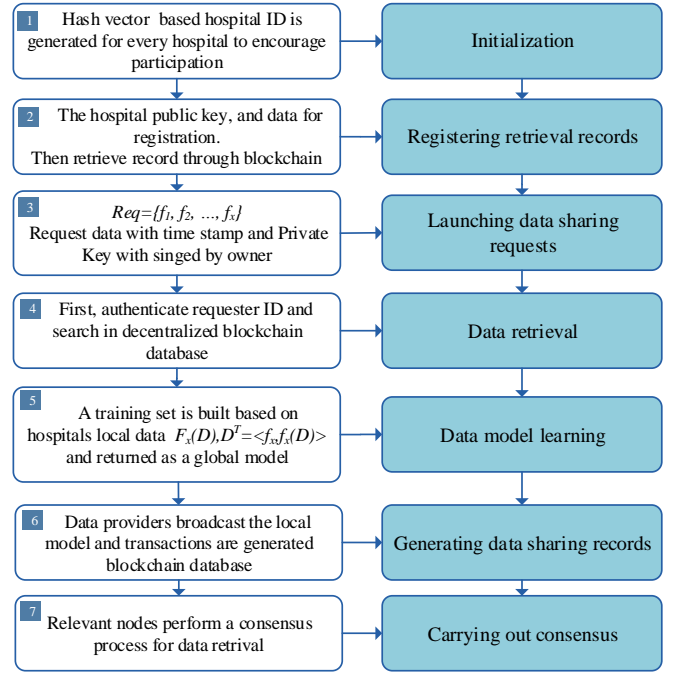 1
Hash vector based hospital ID is
generated for every hospital to encourage
participation
Initialization
2
The hospital public key, and data for
registration.
Then retrieve record through blockchain
Registering retrieval records
3
Req={f₁, f₂, ..., fₓ}
Request data with time stamp and Private
Key with singed by owner
Launching data sharing
requests
4
First, authenticate requester ID and
search in decentralized blockchain
database
Data retrieval
5
A training set is built based on
hospitals local data Fₓ(D),Dᵀ=<fₓ,fₓ(D)>
and returned as a global model
Data model learning
6
Data providers broadcast the local
model and transactions are generated
blockchain database
Generating data sharing records
7
Relevant nodes perform a consensus
process for data retrival
Carrying out consensus